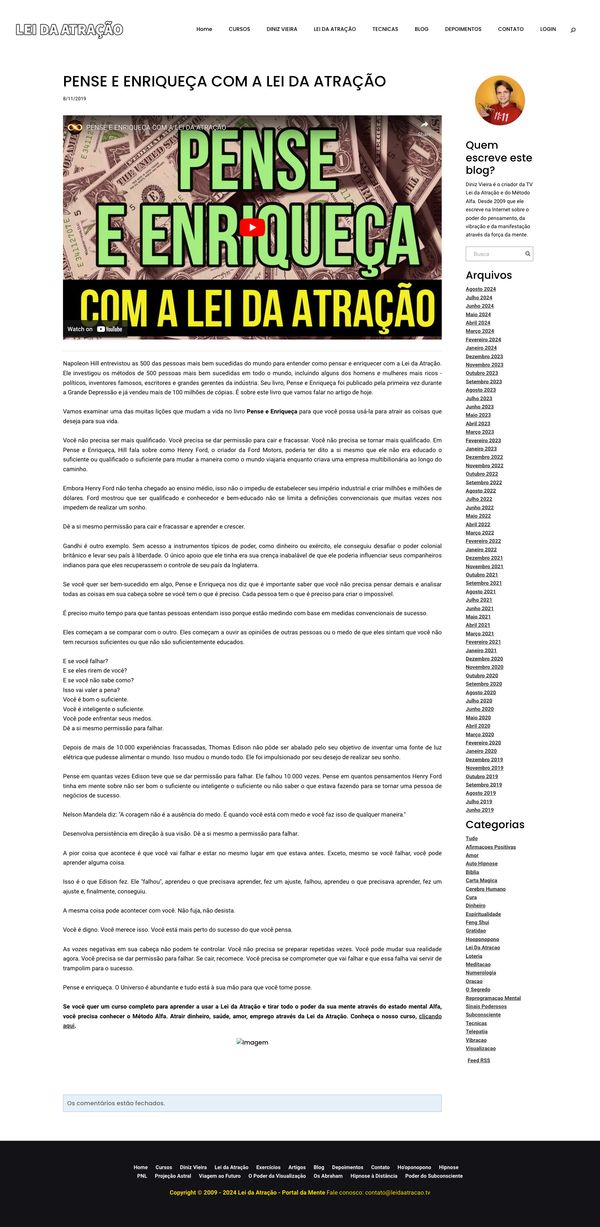 LEI DA ATRAÇÃO
Home CURSOS DINIZ VIEIRA LEI DA ATRAÇÃO TECNICAS BLOG DEPOIMENTOS CONTATO LOGIN
PENSE E ENRIQUEÇA COM A LEI DA ATRAÇÃO
8/11/2019
PENSE E ENRIQUEÇA COM A LEI DA ATRAÇÃO
PENSE
E ENRIQUEÇA
COM A LEI DA ATRAÇÃO
Watch on YouTube
Napoleon Hill entrevistou as 500 das pessoas mais bem sucedidas do mundo para entender como pensar e enriquecer com a Lei da Atração.
Ele investigou os métodos de 500 pessoas mais bem sucedidas em todo o mundo, incluindo alguns dos homens e mulheres mais ricos -
políticos, inventores famosos, escritores e grandes gerentes da indústria. Seu livro, Pense e Enriqueça foi publicado pela primeira vez durante
a Grande Depressão e já vendeu mais de 100 milhões de cópias. É sobre este livro que vamos falar no artigo de hoje.
Vamos examinar uma das muitas lições que mudam a vida no livro Pense e Enriqueça para que você possa usá-la para atrair as coisas que
deseja para sua vida.
Você não precisa ser mais qualificado. Você precisa se dar permissão para cair e fracassar. Você não precisa se tornar mais qualificado. Em
Pense e Enriqueça, Hill fala sobre como Henry Ford, o criador da Ford Motors, poderia ter dito a si mesmo que ele não era educado o
suficiente ou qualificado o suficiente para mudar a maneira como o mundo viajaria enquanto criava uma empresa multibilionária ao longo do
caminho.
Embora Henry Ford não tenha chegado ao ensino médio, isso não o impediu de estabelecer seu império industrial e criar milhões e milhões de
dólares. Ford mostrou que ser qualificado e conhecedor e bem-educado não se limita a definições convencionais que muitas vezes nos
impedem de realizar um sonho.
Dê a si mesmo permissão para cair e fracassar e aprender e crescer.
Gandhi é outro exemplo. Sem acesso a instrumentos típicos de poder, como dinheiro ou exército, ele conseguiu desafiar o poder colonial
britânico e levar seu país à liberdade. O único apoio que ele tinha era sua crença inabalável de que ele poderia influenciar seus companheiros
indianos para que eles recuperassem o controle de seu país da Inglaterra.
Se você quer ser bem-sucedido em algo, Pense e Enriqueça nos diz que é importante saber que você não precisa pensar demais e analisar
todas as coisas em sua cabeça sobre se você tem o que é preciso. Cada pessoa tem o que é preciso para criar o impossível.
É preciso muito tempo para que tantas pessoas entendam isso porque estão medindo com base em medidas convencionais de sucesso.
Eles começam a se comparar com o outro. Eles começam a ouvir as opiniões de outras pessoas ou o medo de que eles sintam que você não
tem recursos suficientes ou que não são suficientemente educados.
E se você falhar?
E se eles rirem de você?
E se você não sabe como?
Isso vai valer a pena?
Você é bom o suficiente.
Você é inteligente o suficiente.
Você pode enfrentar seus medos.
Dê a si mesmo permissão para falhar.
Depois de mais de 10.000 experiências fracassadas, Thomas Edison não pôde ser abalado pelo seu objetivo de inventar uma fonte de luz
elétrica que pudesse alimentar o mundo. Isso mudou o mundo todo. Ele foi impulsionado por seu desejo de realizar seu sonho.
Pense em quantas vezes Edison teve que se dar permissão para falhar. Ele falhou 10.000 vezes. Pense em quantos pensamentos Henry Ford
tinha em mente sobre não ser bom o suficiente ou inteligente o suficiente ou não saber o que estava fazendo para se tornar uma pessoa de
negócios de sucesso.
Nelson Mandela diz: "A coragem não é a ausência do medo. É quando você está com medo e você faz isso de qualquer maneira."
Desenvolva persistência em direção à sua visão. Dê a si mesmo a permissão para falhar.
A pior coisa que acontece é que você vai falhar e estar no mesmo lugar em que estava antes. Exceto, mesmo se você falhar, você pode
aprender alguma coisa.
Isso é o que Edison fez. Ele "falhou", aprendeu o que precisava aprender, fez um ajuste, falhou, aprendeu o que precisava aprender, fez um
ajuste e, finalmente, conseguiu.
A mesma coisa pode acontecer com você. Não fuja, não desista.
Você é digno. Você merece isso. Você está mais perto do sucesso do que você pensa.
As vozes negativas em sua cabeça não podem te controlar. Você não precisa se preparar repetidas vezes. Você pode mudar sua realidade
agora. Você precisa se dar permissão para falhar. Se cair, recomece. Você precisa se comprometer que vai falhar e que essa falha vai servir de
trampolim para o sucesso.
Pense e enriqueça. O Universo é abundante e tudo está à sua mão para que você tome posse.
Se você quer um curso completo para aprender a usar a Lei da Atração e tirar todo o poder da sua mente através do estado mental Alfa,
você precisa conhecer o Método Alfa. Atrair dinheiro, saúde, amor, emprego através da Lei da Atração. Conheça o nosso curso, clicando
aqui.
Imagem
Os comentários estão fechados.
11:11
Quem
escreve este
blog?
Diniz Vieira é o criador da TV
Lei da Atração e do Método
Alfa. Desde 2009 que ele
escreve na Internet sobre o
poder do pensamento, da
vibração e da manifestação
através da força da mente.
Busca
Arquivos
Agosto 2024
Julho 2024
Junho 2024
Maio 2024
Abril 2024
Março 2024
Fevereiro 2024
Janeiro 2024
Dezembro 2023
Novembro 2023
Outubro 2023
Setembro 2023
Agosto 2023
Julho 2023
Junho 2023
Maio 2023
Abril 2023
Março 2023
Fevereiro 2023
Janeiro 2023
Dezembro 2022
Novembro 2022
Outubro 2022
Setembro 2022
Agosto 2022
Julho 2022
Junho 2022
Maio 2022
Abril 2022
Março 2022
Fevereiro 2022
Janeiro 2022
Dezembro 2021
Novembro 2021
Outubro 2021
Setembro 2021
Agosto 2021
Julho 2021
Junho 2021
Maio 2021
Abril 2021
Março 2021
Fevereiro 2021
Janeiro 2021
Dezembro 2020
Novembro 2020
Outubro 2020
Setembro 2020
Agosto 2020
Julho 2020
Junho 2020
Maio 2020
Abril 2020
Março 2020
Fevereiro 2020
Janeiro 2020
Dezembro 2019
Novembro 2019
Outubro 2019
Setembro 2019
Agosto 2019
Julho 2019
Junho 2019
Categorias
Tudo
Afirmacoes Positivas
Amor
Auto Hipnose
Biblia
Carta Magica
Cerebro Humano
Cura
Dinheiro
Espiritualidade
Feng Shui
Gratidao
Hooponopono
Lei Da Atracao
Loteria
Meditacao
Numerologia
Oracao
O Segredo
Reprogramacao Mental
Sinais Poderosos
Subconsciente
Tecnicas
Telepatia
Vibracao
Visualizacao
Feed RSS
Home Cursos Diniz Vieira Lei da Atração Exercícios Artigos Blog Depoimentos Contato Ho'oponopono Hipnose
PNL Projeção Astral Viagem ao Futuro O Poder da Visualização Os Abraham Hipnose à Distância Poder do Subconsciente
Copyright © 2009 - 2024 Lei da Atração - Portal da Mente Fale conosco: contato@leidaatracao.tv